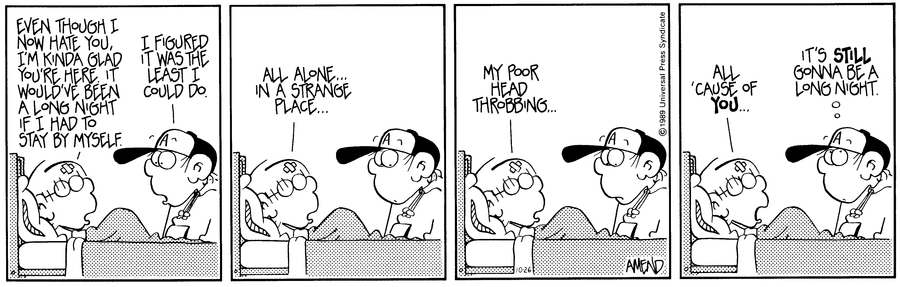 EVEN THOUGH I
NOW HATE YOU,
I'M KINDA GLAD
YOU'RE HERE. IT
WOULD'VE BEEN
A LONG NIGHT
IF I HAD TO
STAY BY MYSELF.
I FIGURED
IT WAS THE
LEAST I
COULD DO.
A
ALL ALONE...
IN A STRANGE
PLACE...
A
MY POOR
HEAD
THROBBING...
A
© 1989 Universal Press Syndicate
10-26
AMEND
ALL
'CAUSE OF
YOU...
IT'S STILL
GONNA BE A
LONG NIGHT.
A